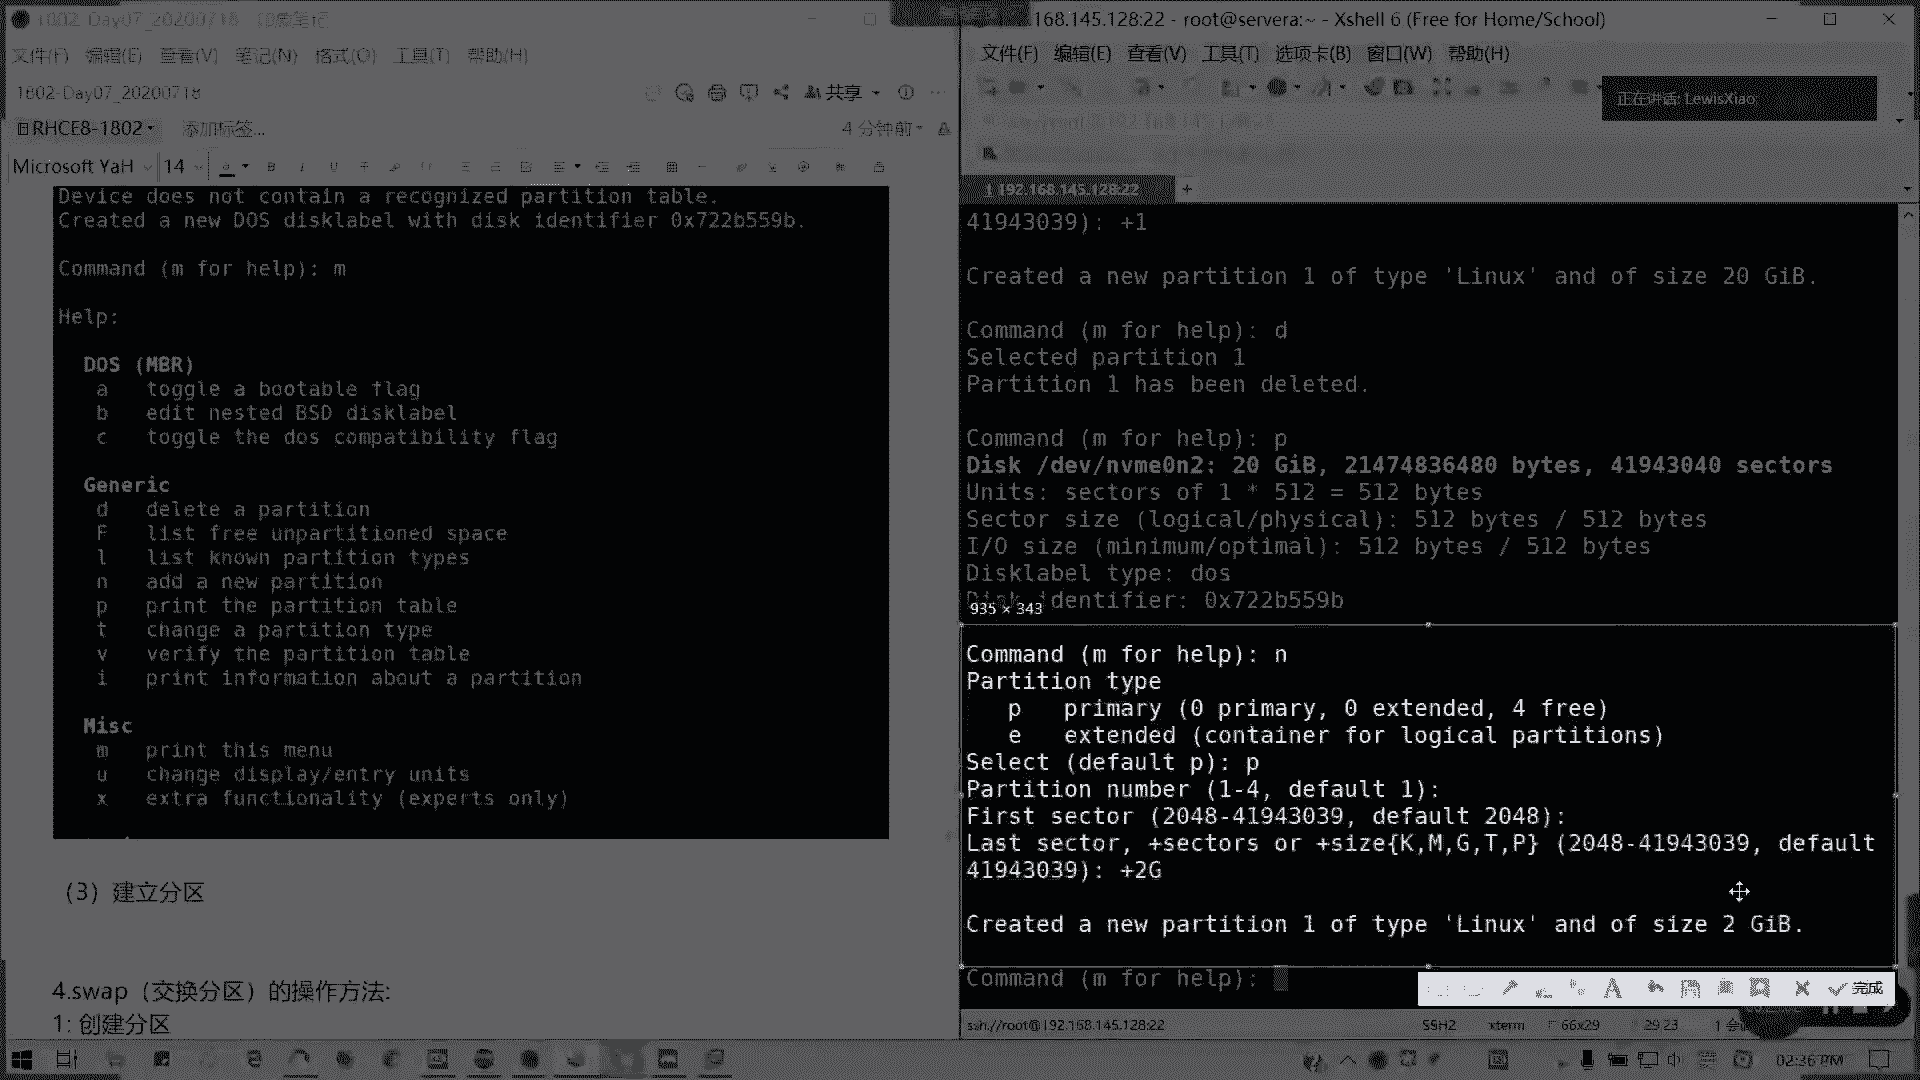 1802_Day07_20200718
文件(F) 编辑(E) 查看(V) 笔记(N) 格式(O) 工具(T) 帮助(H)
1802-Day07_20200718
共享
RHCE8-1802 添加标签...
4 分钟前
Microsoft YaH 14
Device does not contain a recognized partition table.
Created a new DOS disklabel with disk identifier 0x722b559b.
Command (m for help): m
Help:
DOS (MBR)
a toggle a bootable flag
b edit nested BSD disklabel
c toggle the dos compatibility flag
Generic
d delete a partition
F list free unpartitioned space
l list known partition types
n add a new partition
p print the partition table
t change a partition type
v verify the partition table
i print information about a partition
Misc
m print this menu
u change display/entry units
x extra functionality (experts only)
（3）建立分区
4.swap（交换分区）的操作方法:
1: 创建分区
168.145.128:22 - root@servera:~ - Xshell 6 (Free for Home/School)
文件(F) 编辑(E) 查看(V) 工具(T) 选项卡(B) 窗口(W) 帮助(H)
正在讲话: LewisXiao
1 192.168.145.128:22
41943039): +1
Created a new partition 1 of type 'Linux' and of size 20 GiB.
Command (m for help): d
Selected partition 1
Partition 1 has been deleted.
Command (m for help): p
Disk /dev/nvme0n2: 20 GiB, 21474836480 bytes, 41943040 sectors
Units: sectors of 1 * 512 = 512 bytes
Sector size (logical/physical): 512 bytes / 512 bytes
I/O size (minimum/optimal): 512 bytes / 512 bytes
Disklabel type: dos
Disk identifier: 0x722b559b
935 × 343
Command (m for help): n
Partition type
p primary (0 primary, 0 extended, 4 free)
e extended (container for logical partitions)
Select (default p): p
Partition number (1-4, default 1):
First sector (2048-41943039, default 2048):
Last sector, +sectors or +size{K,M,G,T,P} (2048-41943039, default
41943039): +2G
Created a new partition 1 of type 'Linux' and of size 2 GiB.
Command (m for help):
完成
ssh://root@192.168.145.128:22 SSH2 xterm 66x29 29,23
02:36 PM